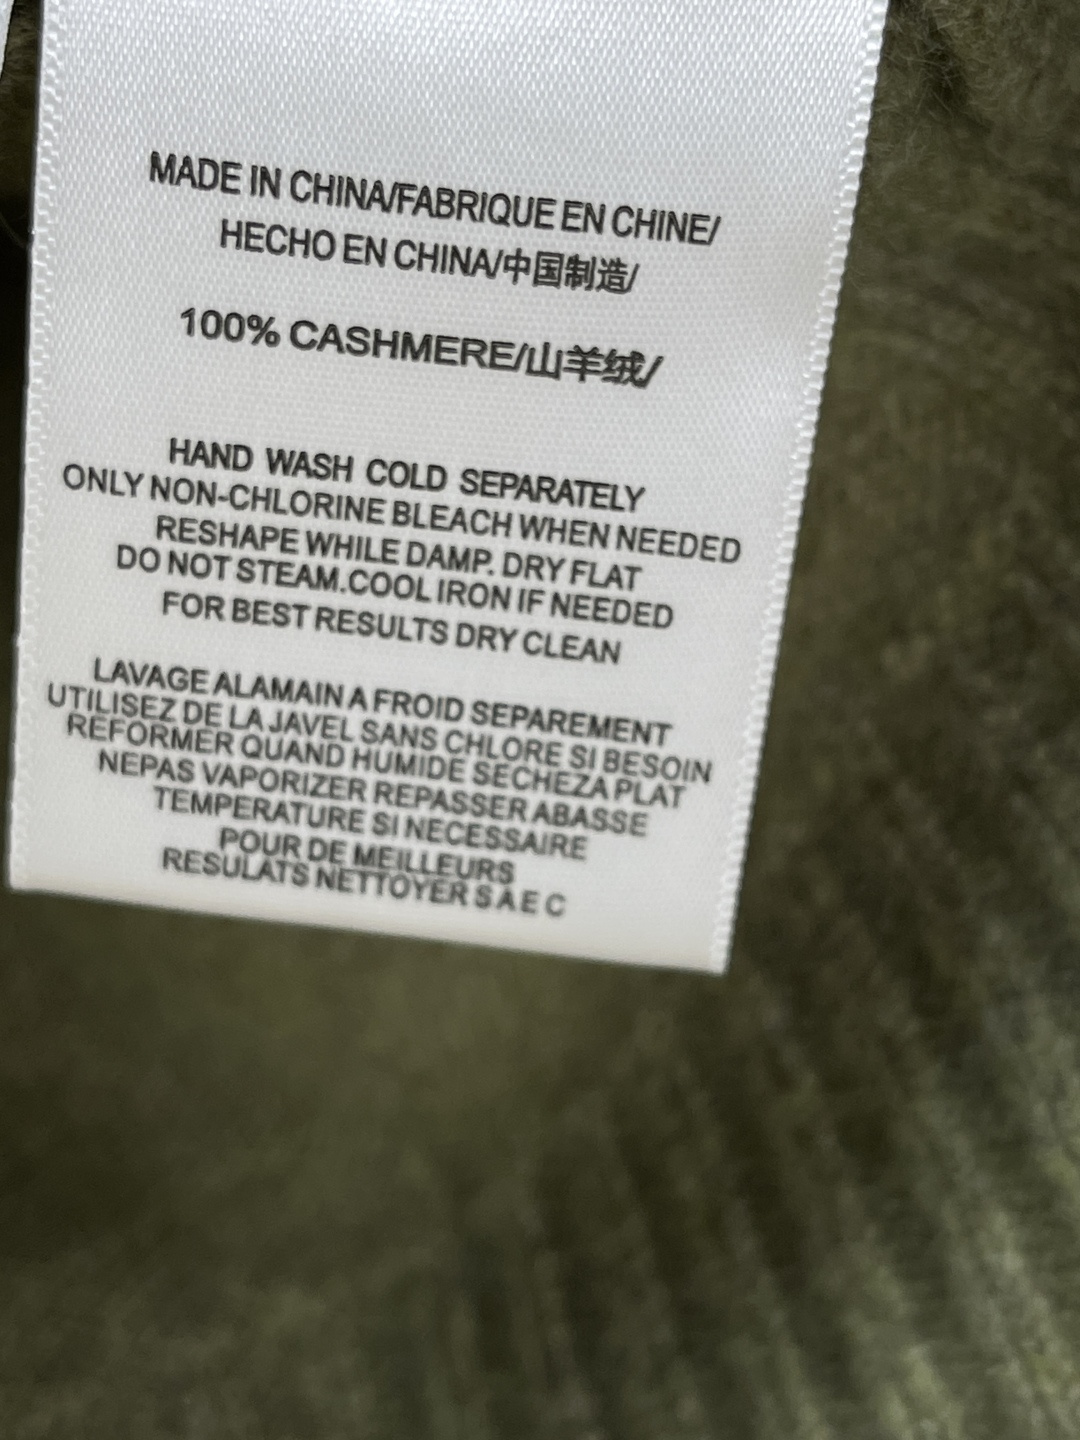 MADE IN CHINA/FABRIQUE EN CHINE/
HECHO EN CHINA/中国制造/
100% CASHMERE/山羊绒/
HAND WASH COLD SEPARATELY
ONLY NON-CHLORINE BLEACH WHEN NEEDED
RESHAPE WHILE DAMP. DRY FLAT
DO NOT STEAM.COOL IRON IF NEEDED
FOR BEST RESULTS DRY CLEAN
LAVAGE ALAMAIN A FROID SEPAREMENT
UTILISEZ DE LA JAVEL SANS CHLORE SI BESOIN
REFORMER QUAND HUMIDE SECHEZA PLAT
NEPAS VAPORIZER REPASSER ABASSE
TEMPERATURE SI NECESSAIRE
POUR DE MEILLEURS
RESULATS NETTOYER S A E C